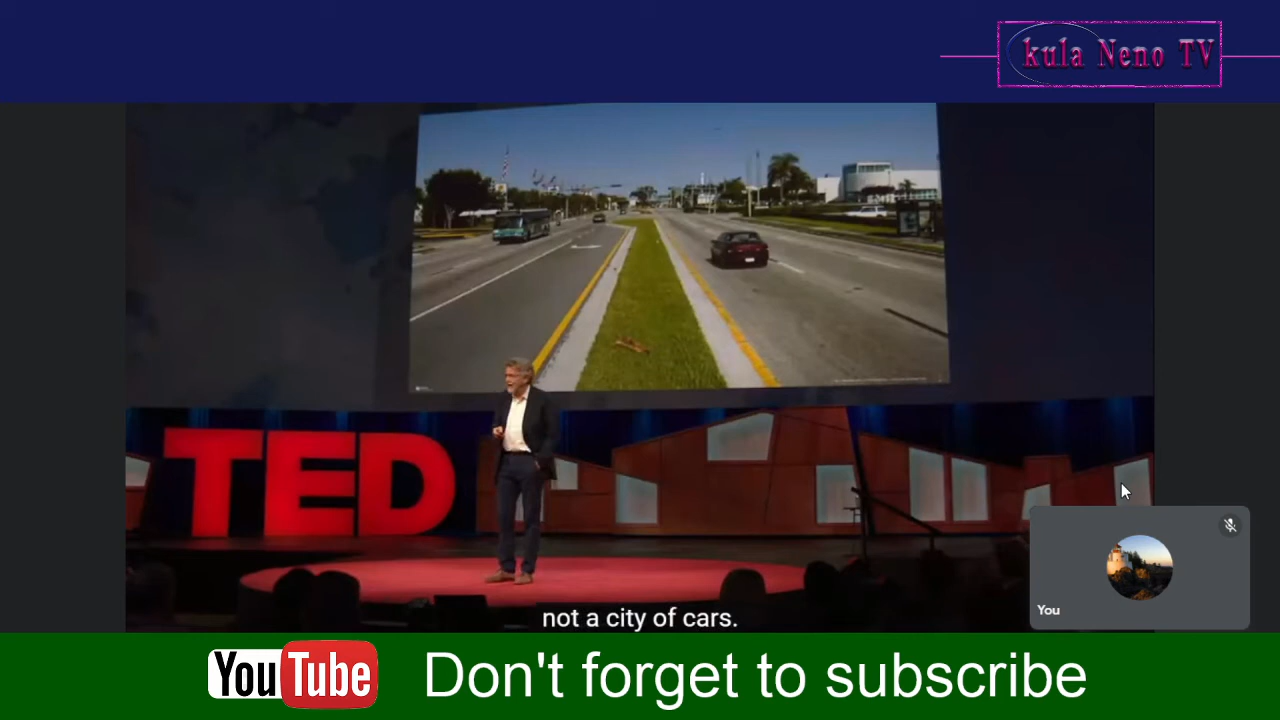 kula Neno TV
TED
not a city of cars.
You
YouTube Don't forget to subscribe